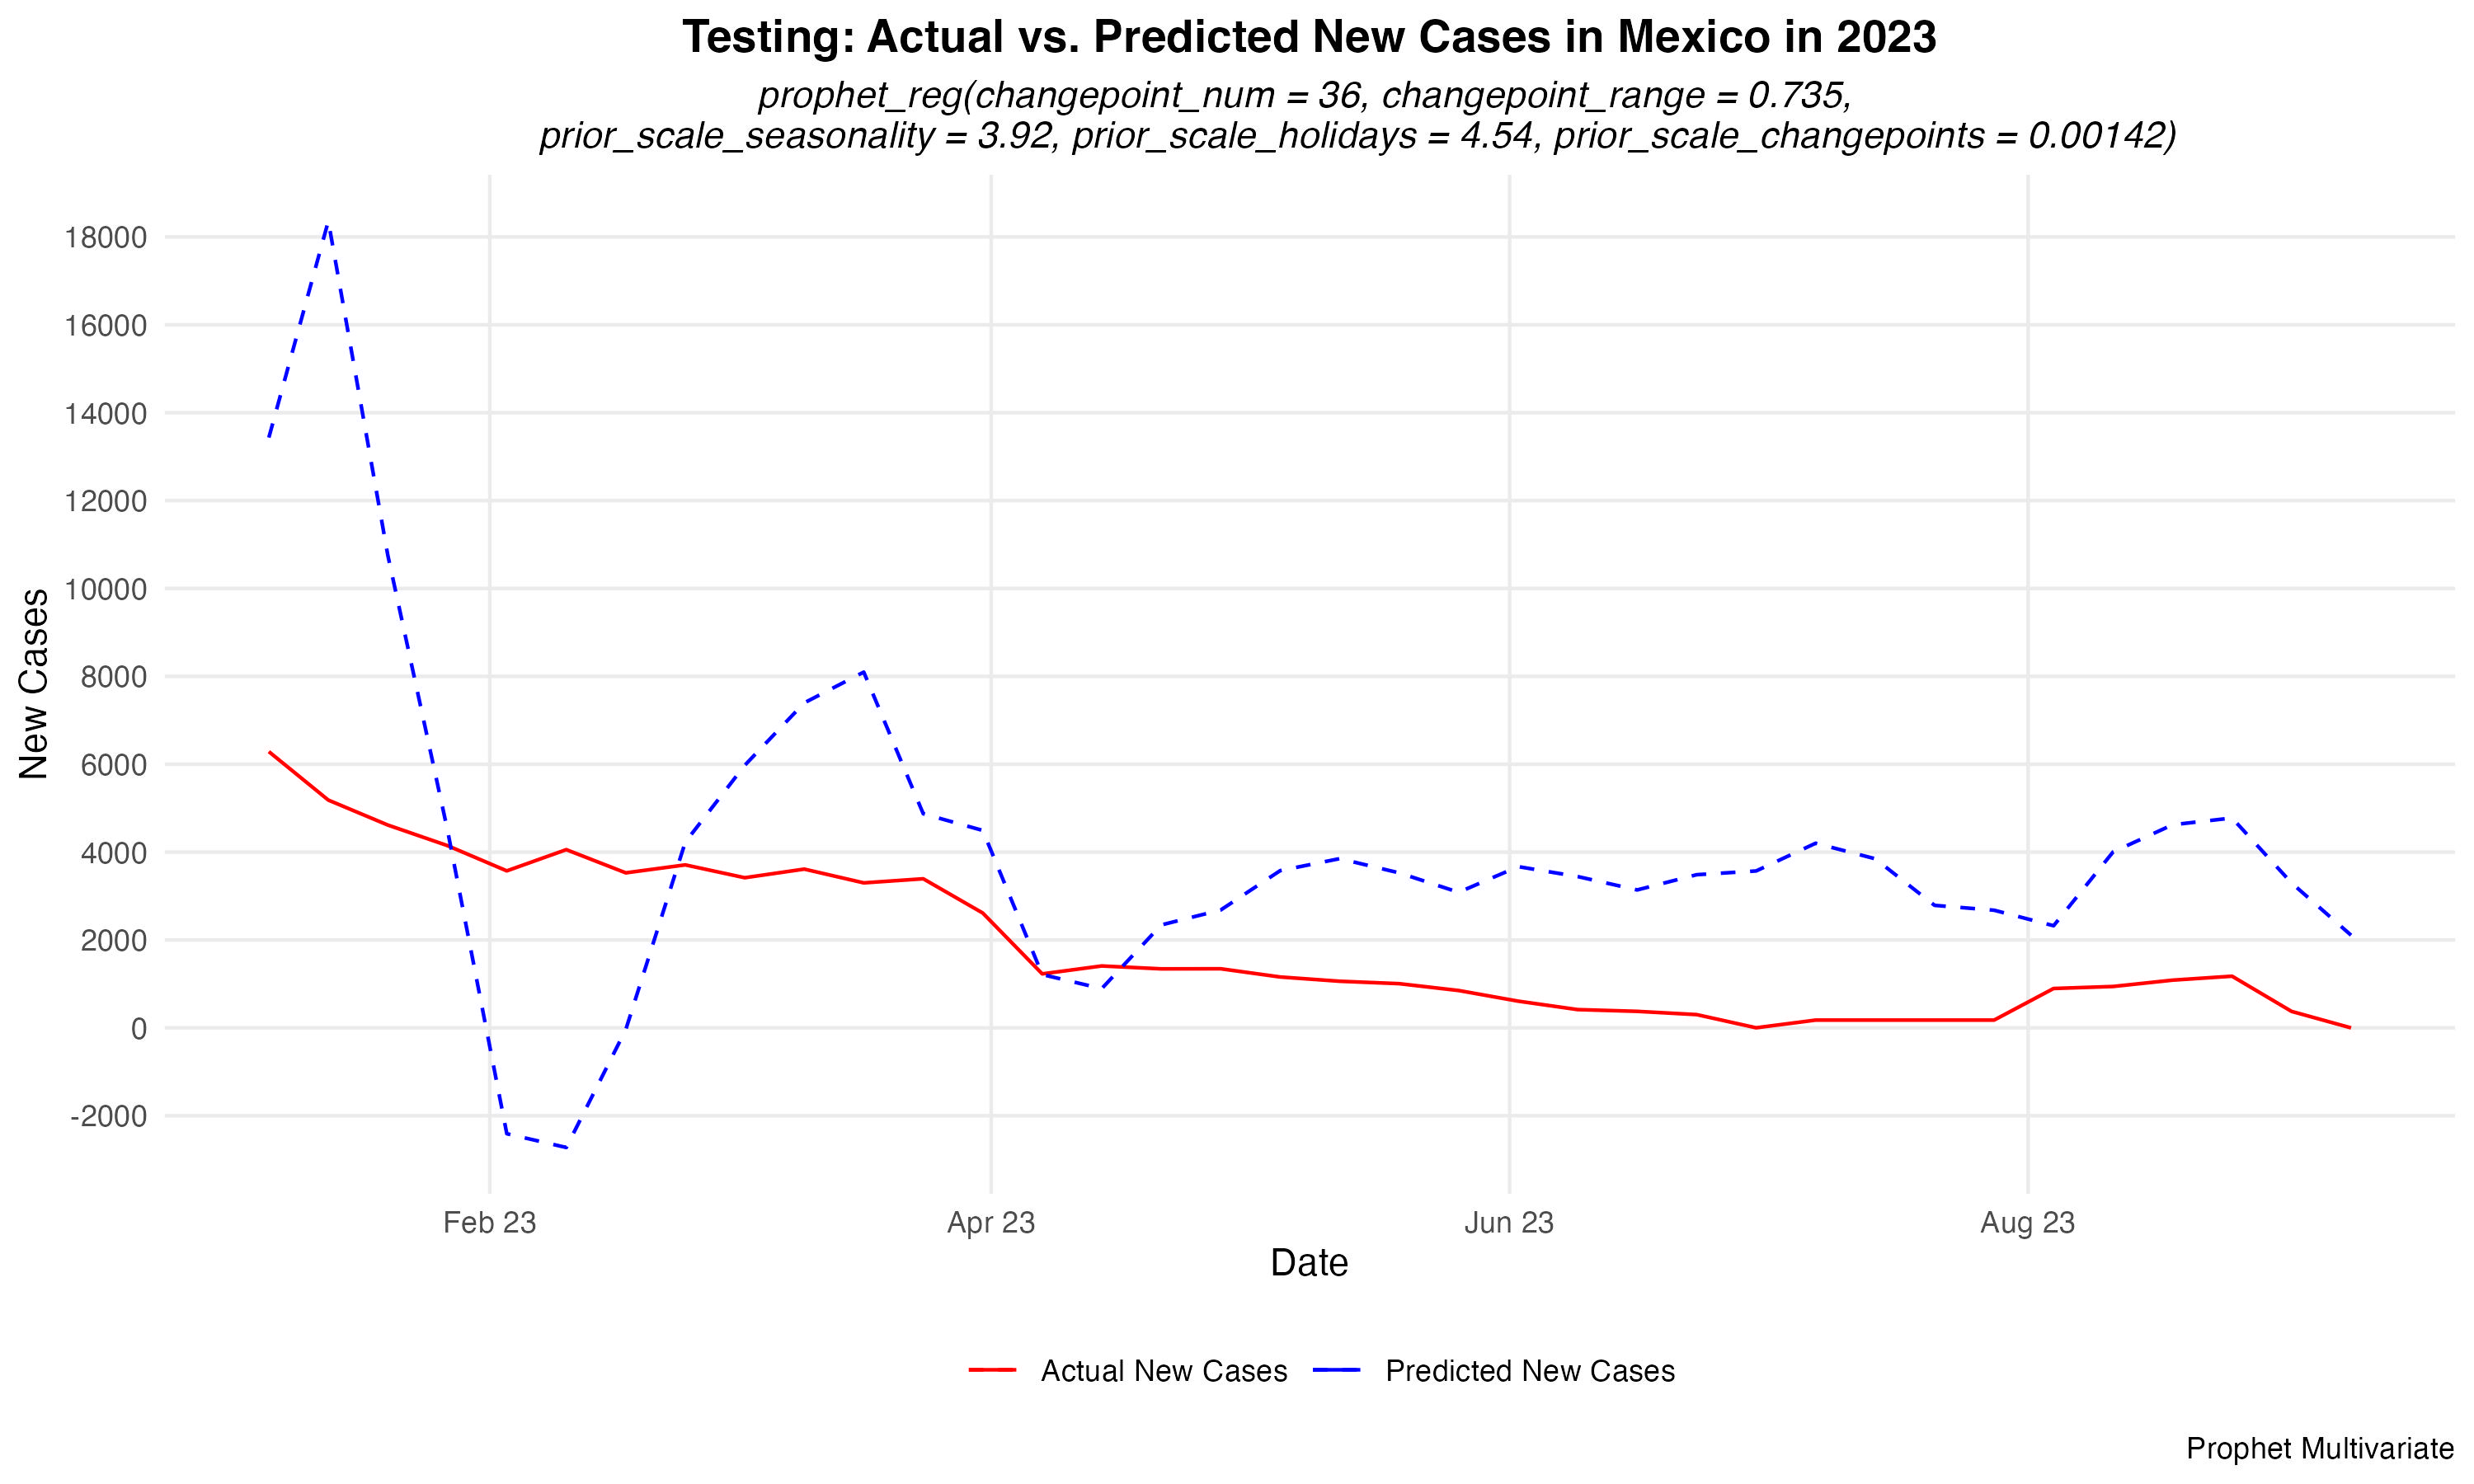 Testing: Actual vs. Predicted New Cases in Mexico in 2023
prophet_reg(changepoint_num = 36, changepoint_range = 0.735,
prior_scale_seasonality = 3.92, prior_scale_holidays = 4.54, prior_scale_changepoints = 0.00142)
New Cases
18000
16000
14000
12000
10000
8000
6000
4000
2000
0
-2000
Feb 23 Apr 23 Jun 23 Aug 23
Date
Actual New Cases Predicted New Cases
Prophet Multivariate